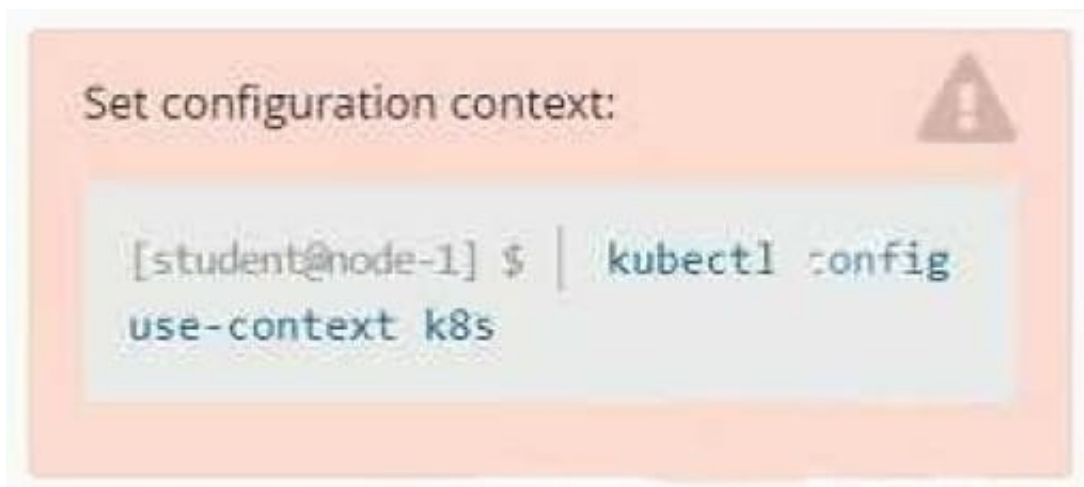 Set configuration context:
[student@node-1] $ | kubectl config
use-context k8s